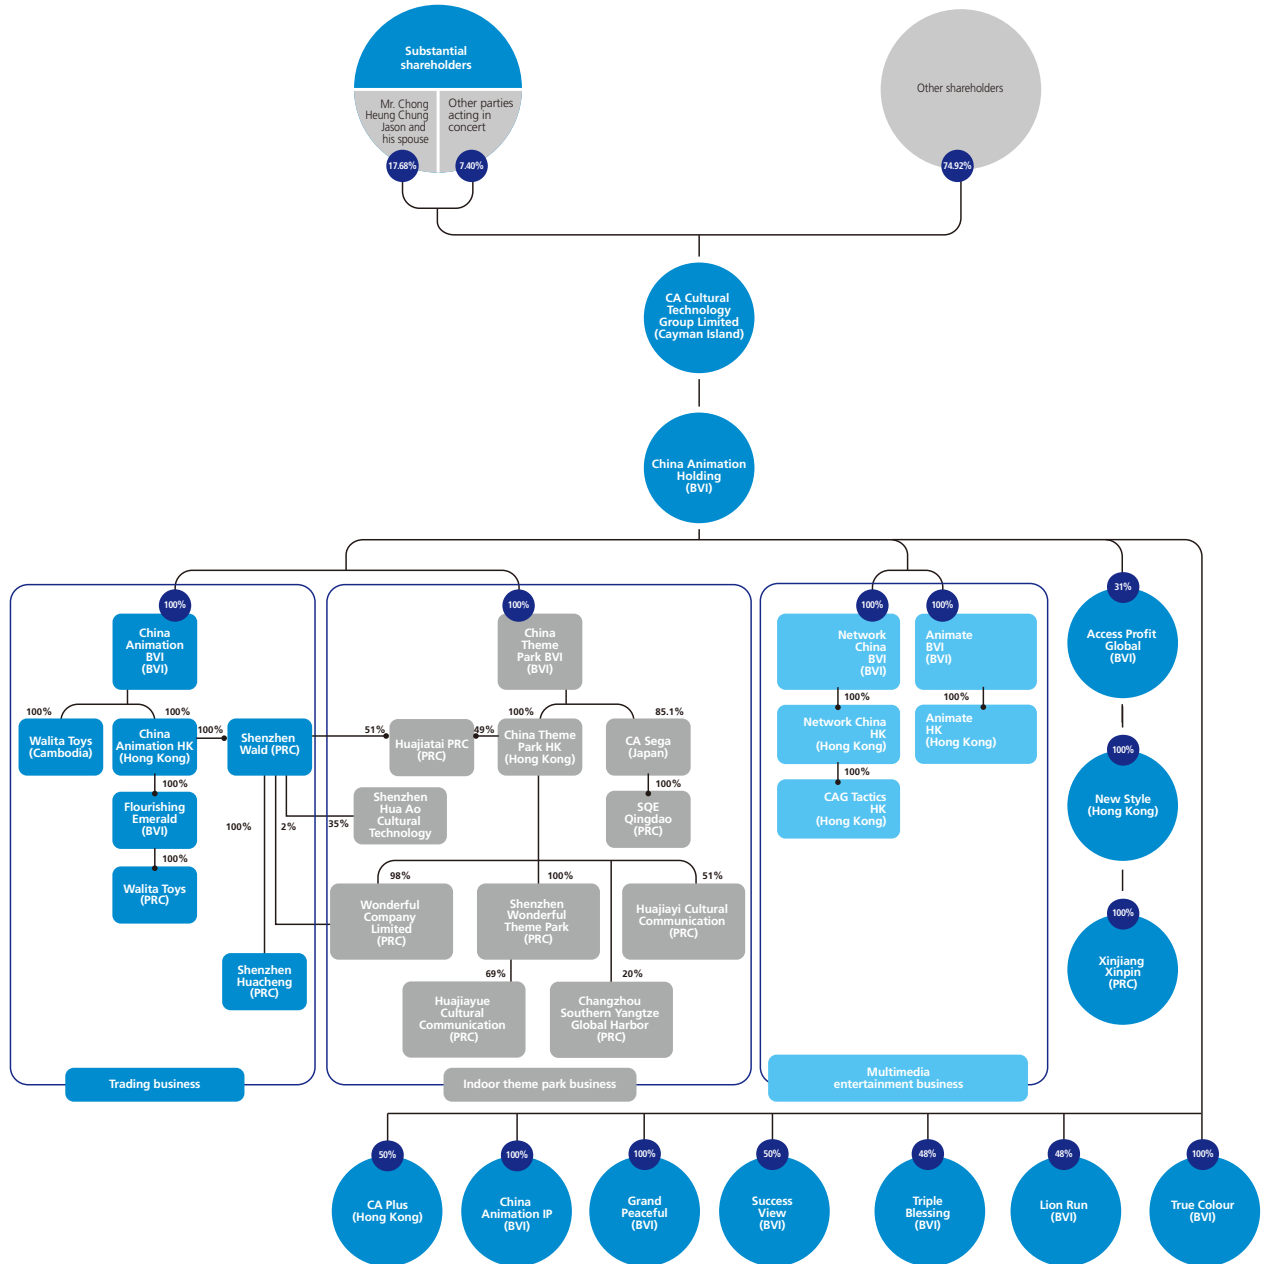 Substantial
shareholders
Mr. Chong
Heung Chung
Jason and
his spouse
Other parties
acting in
concert
Other shareholders
17.68%
7.40%
74.92%
CA Cultural
Technology
Group Limited
(Cayman Island)
China Animation
Holding
(BVI)
100%
100%
100%
100%
31%
China
Animation
BVI
(BVI)
China
Theme
Park BVI
(BVI)
Network
China
BVI
(BVI)
Animate
BVI
(BVI)
Access Profit
Global
(BVI)
100%
100%
100%
85.1%
100%
100%
Walita Toys
(Cambodia)
China
Animation HK
(Hong Kong)
100%
Shenzhen
Wald (PRC)
51%
Huajiatai PRC
(PRC)
49%
China Theme
Park HK
(Hong Kong)
CA Sega
(Japan)
Network China
HK
(Hong Kong)
Animate
HK
(Hong Kong)
100%
100%
100%
100%
Flourishing
Emerald
(BVI)
100%
2%
35%
Shenzhen
Hua Ao
Cultural
Technology
SQE
Qingdao
(PRC)
CAG Tactics
HK
(Hong Kong)
New Style
(Hong Kong)
100%
Walita Toys
(PRC)
98%
100%
51%
Wonderful
Company
Limited
(PRC)
Shenzhen
Wonderful
Theme Park
(PRC)
Huajiayi Cultural
Communication
(PRC)
100%
Xinjiang
Xinpin
(PRC)
Shenzhen
Huacheng
(PRC)
69%
20%
Huajiayue
Cultural
Communication
(PRC)
Changzhou
Southern Yangtze
Global Harbor
(PRC)
Trading business
Indoor theme park business
Multimedia
entertainment business
50%
100%
100%
50%
48%
48%
100%
CA Plus
(Hong Kong)
China
Animation IP
(BVI)
Grand
Peaceful
(BVI)
Success
View
(BVI)
Triple
Blessing
(BVI)
Lion Run
(BVI)
True Colour
(BVI)